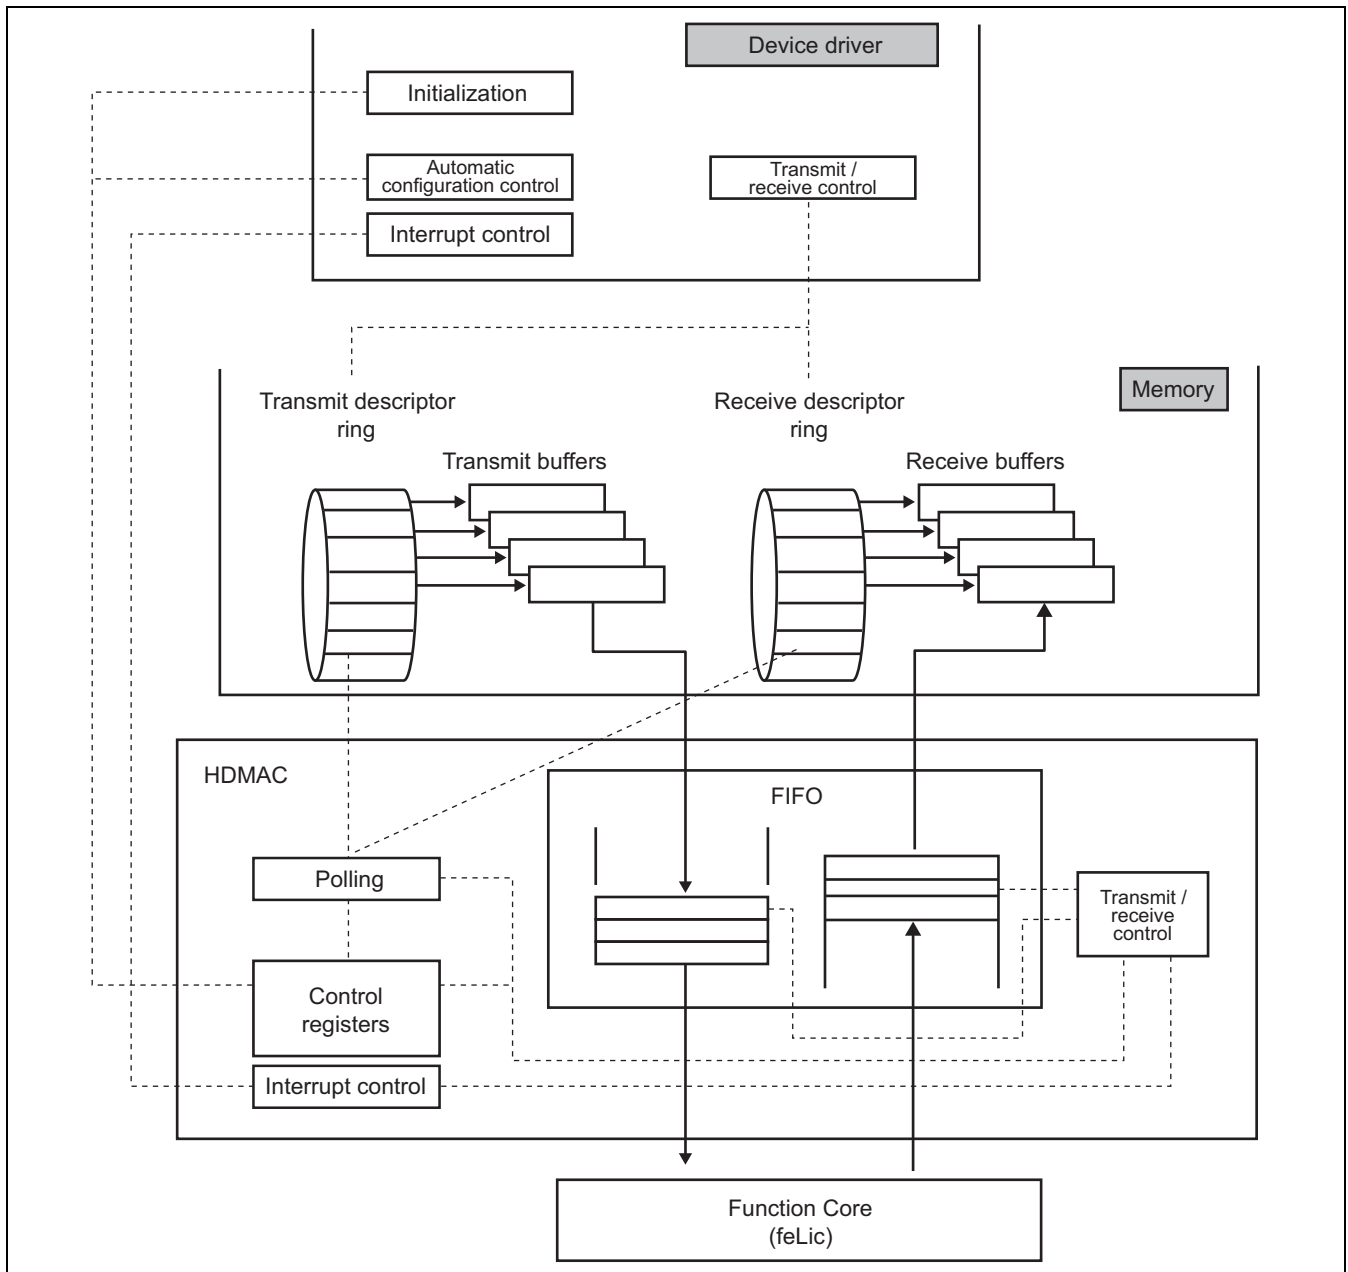 Device driver
Initialization
Automatic
configuration control
Transmit /
receive control
Interrupt control
Memory
Transmit descriptor
ring
Receive descriptor
ring
Transmit buffers
Receive buffers
HDMAC
FIFO
Polling
Transmit /
receive
control
Control
registers
Interrupt control
Function Core
(feLic)